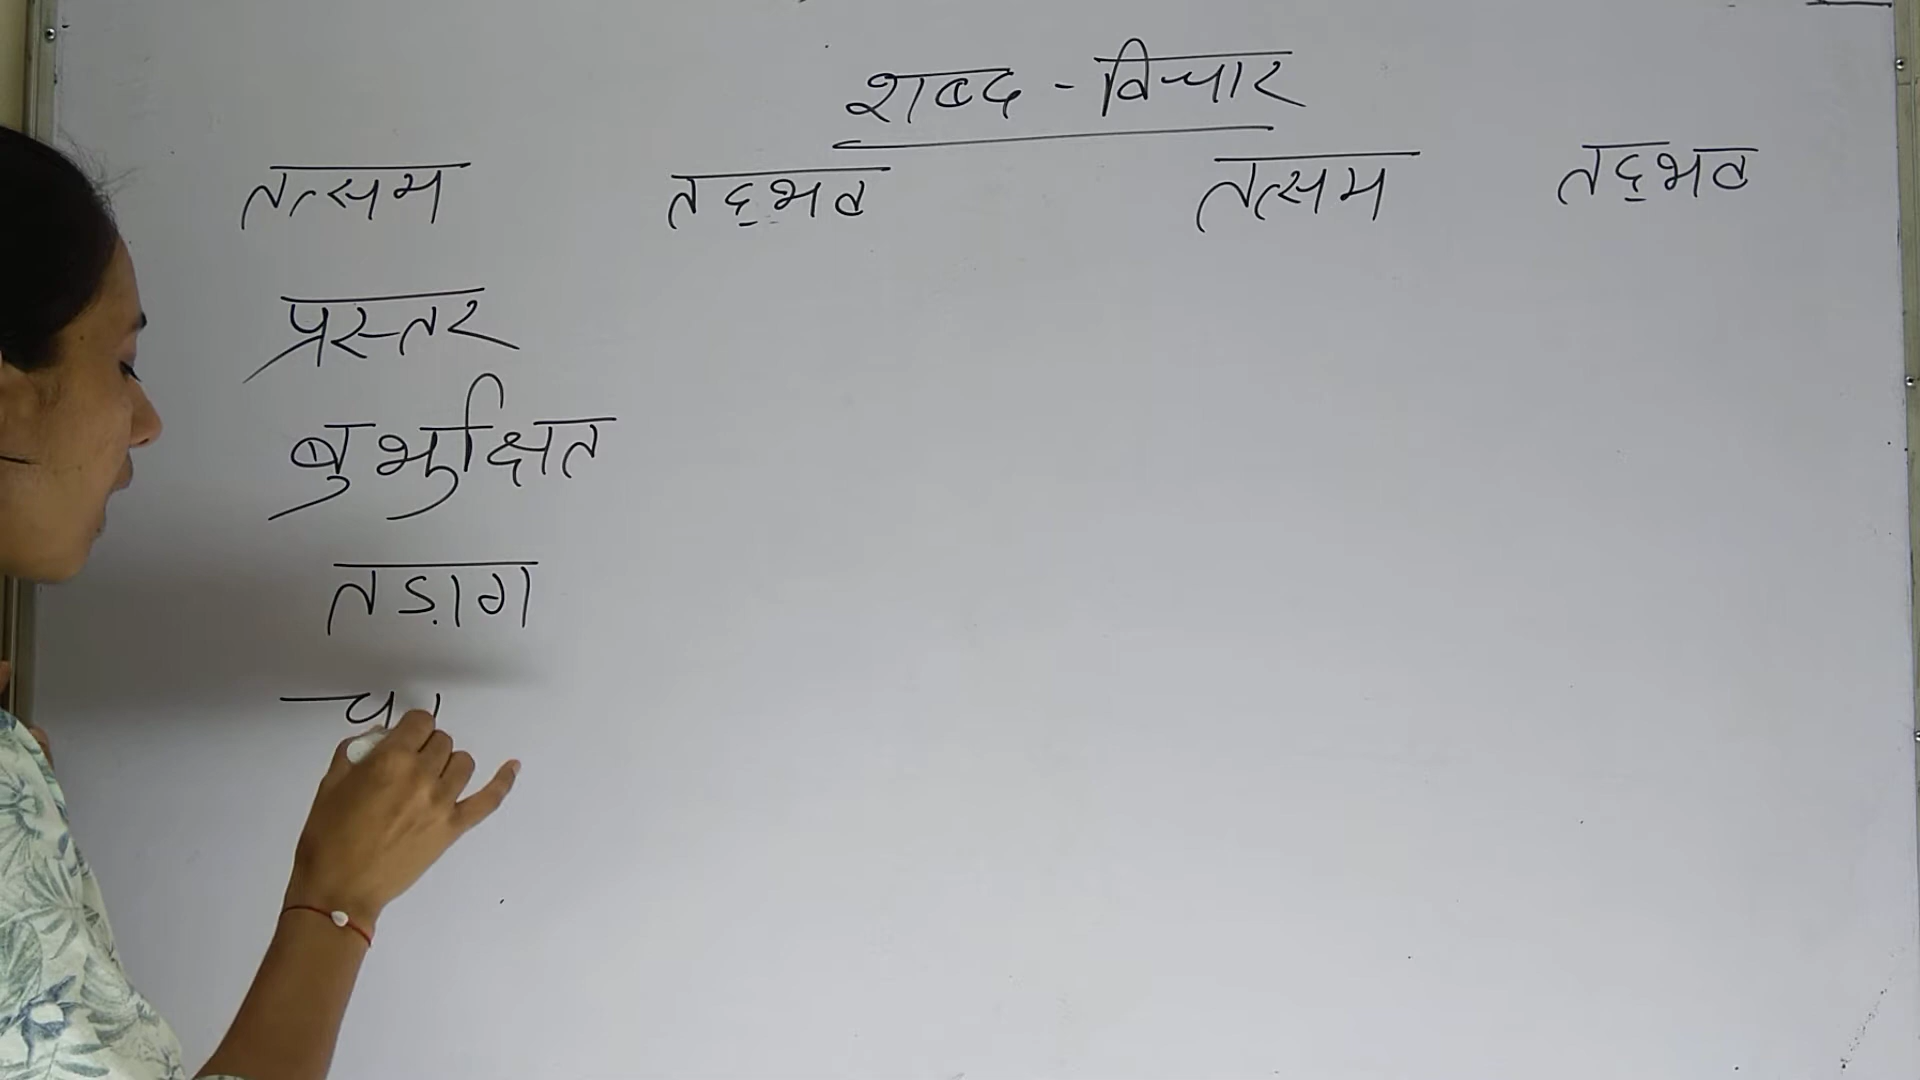 शब्द - विचार
तत्सम तद्भव तत्सम तद्भव
प्रस्तर
बुभुक्षित
तड़ाग